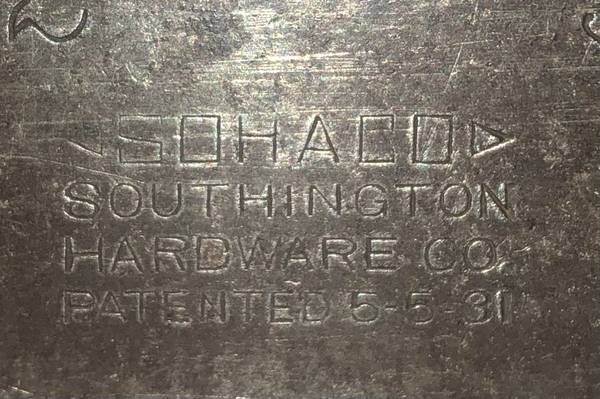 SOHACO
SOUTHINGTON
HARDWARE CO.
PATENTED 5-5-31